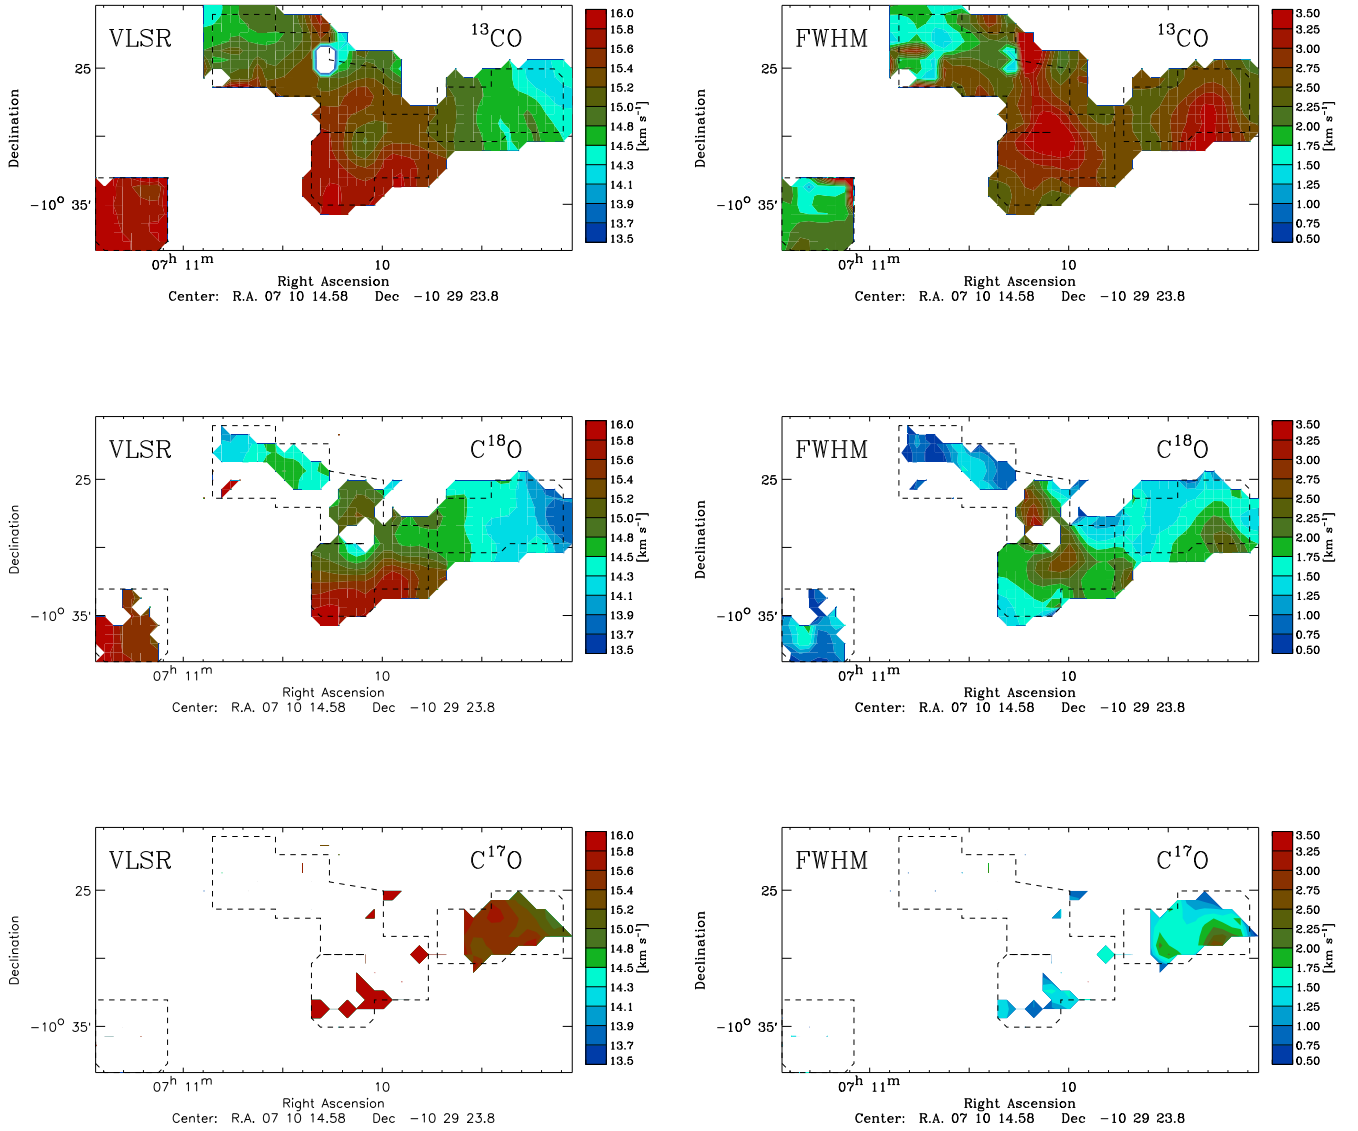 VLSR
13CO
Declination
25
-10° 35'
07h 11m
10
Right Ascension
Center: R.A. 07 10 14.58 Dec -10 29 23.8
16.0
15.8
15.6
15.4
15.2
15.0
14.8
14.5
14.3
14.1
13.9
13.7
13.5
[km s-1]
FWHM
13CO
Declination
25
-10° 35'
07h 11m
10
Right Ascension
Center: R.A. 07 10 14.58 Dec -10 29 23.8
3.50
3.25
3.00
2.75
2.50
2.25
2.00
1.75
1.50
1.25
1.00
0.75
0.50
[km s-1]
VLSR
C18O
Declination
25
-10° 35'
07h 11m
10
Right Ascension
Center: R.A. 07 10 14.58 Dec -10 29 23.8
16.0
15.8
15.6
15.4
15.2
15.0
14.8
14.5
14.3
14.1
13.9
13.7
13.5
[km s-1]
FWHM
C18O
Declination
25
-10° 35'
07h 11m
10
Right Ascension
Center: R.A. 07 10 14.58 Dec -10 29 23.8
3.50
3.25
3.00
2.75
2.50
2.25
2.00
1.75
1.50
1.25
1.00
0.75
0.50
[km s-1]
VLSR
C17O
Declination
25
-10° 35'
07h 11m
10
Right Ascension
Center: R.A. 07 10 14.58 Dec -10 29 23.8
16.0
15.8
15.6
15.4
15.2
15.0
14.8
14.5
14.3
14.1
13.9
13.7
13.5
[km s-1]
FWHM
C17O
Declination
25
-10° 35'
07h 11m
10
Right Ascension
Center: R.A. 07 10 14.58 Dec -10 29 23.8
3.50
3.25
3.00
2.75
2.50
2.25
2.00
1.75
1.50
1.25
1.00
0.75
0.50
[km s-1]